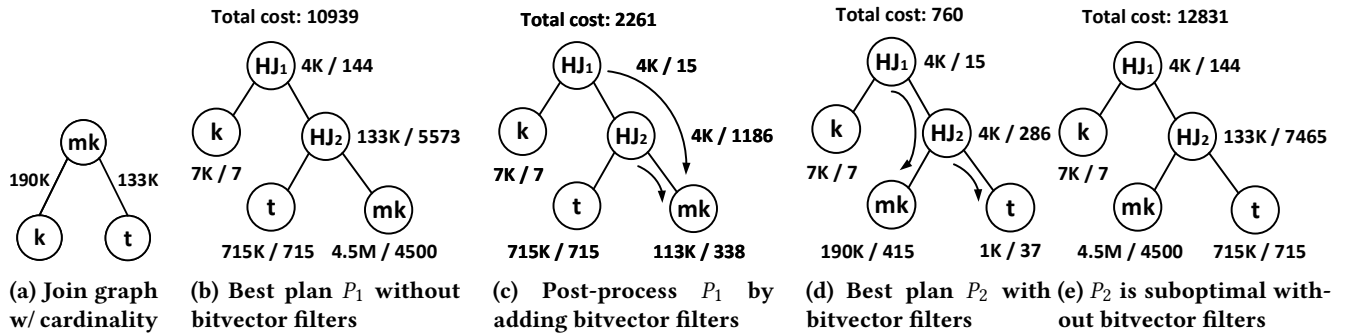 Total cost: 10939
Total cost: 2261
Total cost: 760
Total cost: 12831
mk
190K
133K
k
t
(a) Join graph
w/ cardinality
HJ1
4K / 144
k
7K / 7
HJ2
133K / 5573
t
mk
715K / 715
4.5M / 4500
(b) Best plan P1 without
bitvector filters
HJ1
4K / 15
k
7K / 7
HJ2
4K / 1186
t
mk
715K / 715
113K / 338
(c) Post-process P1 by
adding bitvector filters
HJ1
4K / 15
k
7K / 7
HJ2
4K / 286
mk
t
190K / 415
1K / 37
(d) Best plan P2 with
bitvector filters
HJ1
4K / 144
k
7K / 7
HJ2
133K / 7465
mk
t
4.5M / 4500
715K / 715
(e) P2 is suboptimal with-
out bitvector filters